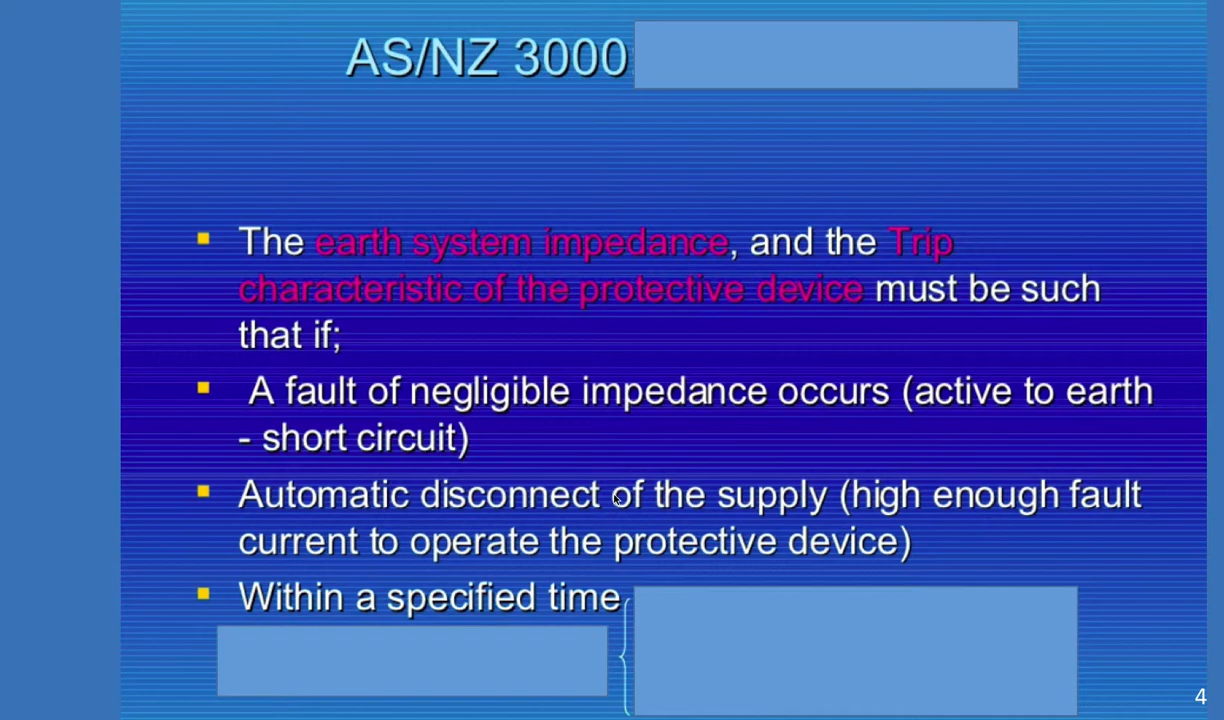 AS/NZ 3000:
The earth system impedance, and the Trip
characteristic of the protective device must be such
that if;
A fault of negligible impedance occurs (active to earth
- short circuit)
Automatic disconnect of the supply (high enough fault
current to operate the protective device)
Within a specified time
4